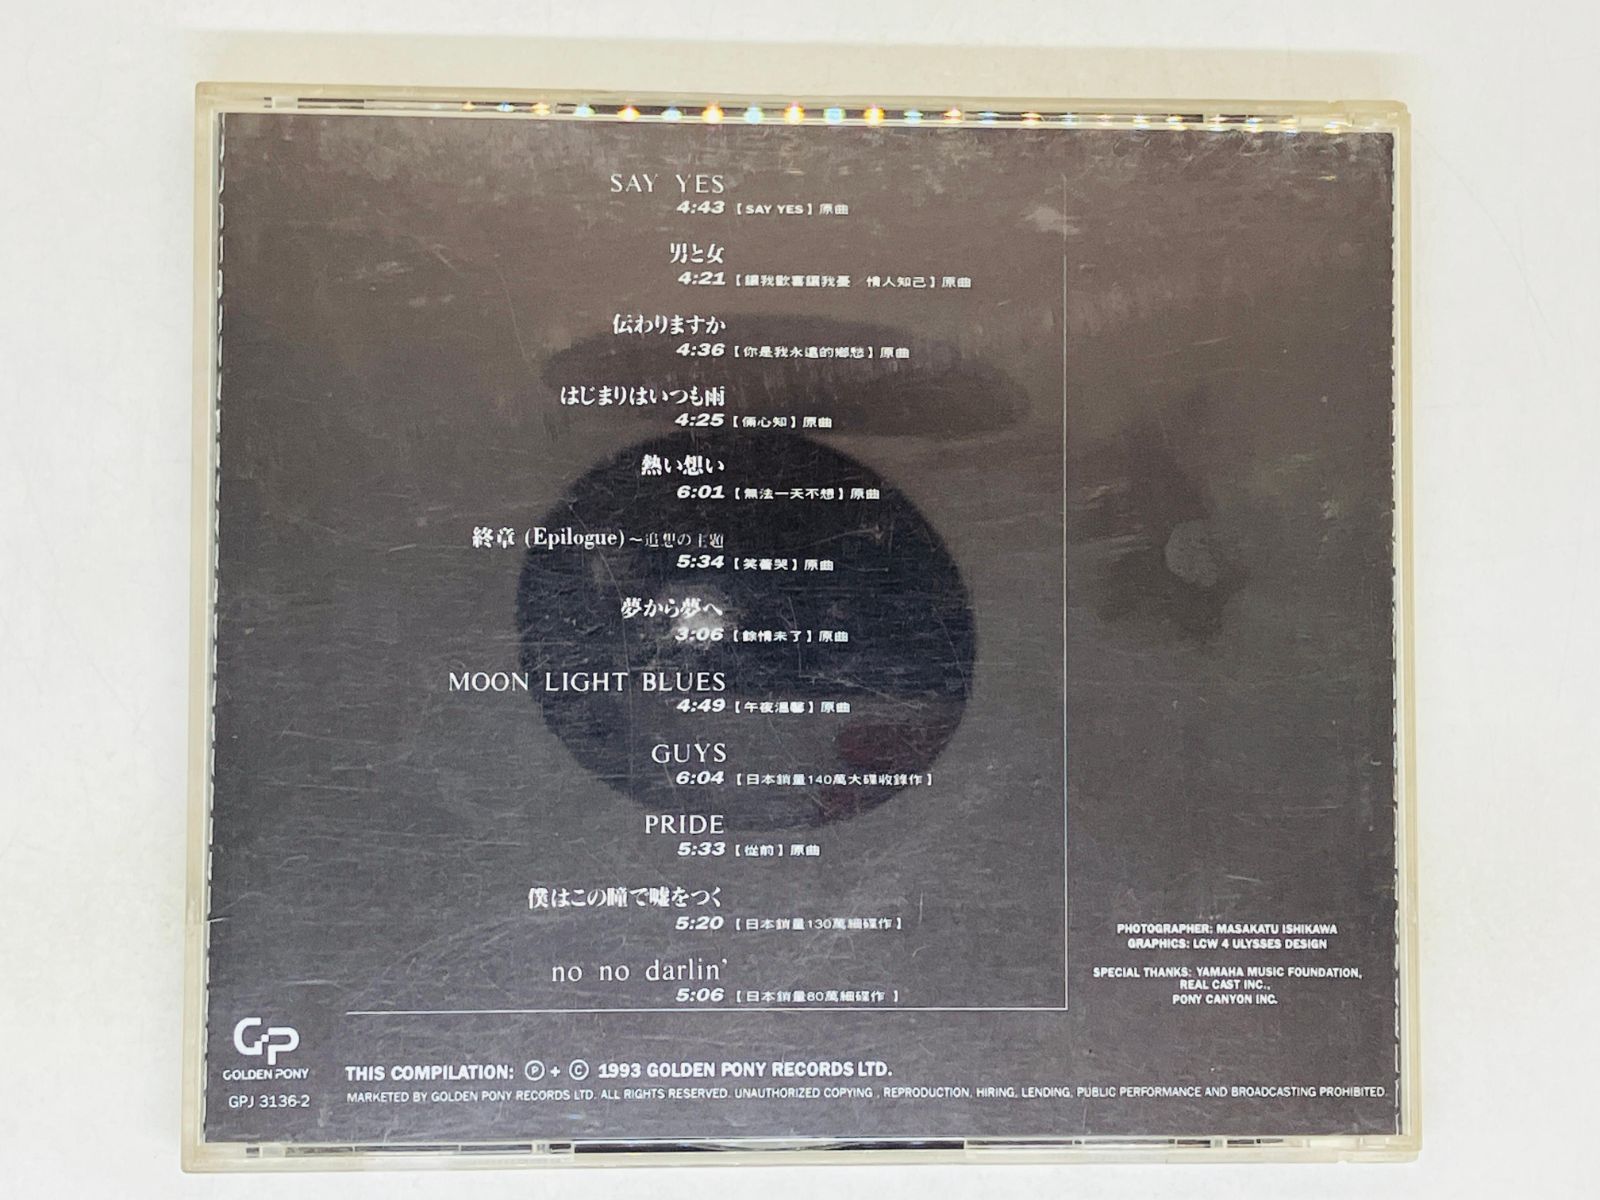 SAY YES
4:43 【SAY YES】原曲
男と女
4:21 【讓我歡喜讓我憂 情人知己】原曲
伝わりますか
4:36 【你是我永遠的鄉愁】原曲
はじまりはいつも雨
4:25 【倆心知】原曲
熱い想い
6:01 【無法一天不想】原曲
終章 (Epilogue)~追想の主題
5:34 【笑著哭】原曲
夢から夢へ
3:06 【餘情未了】原曲
MOON LIGHT BLUES
4:49 【午夜溫馨】原曲
GUYS
6:04 【日本銷量140萬大碟收錄作】
PRIDE
5:33 【從前】原曲
僕はこの瞳で嘘をつく
5:20 【日本銷量130萬細碟作】
no no darlin'
5:06 【日本銷量80萬細碟作】
PHOTOGRAPHER: MASAKATU ISHIKAWA
GRAPHICS: LCW 4 ULYSSES DESIGN
SPECIAL THANKS: YAMAHA MUSIC FOUNDATION,
REAL CAST INC.,
PONY CANYON INC.
GP
GOLDEN PONY
GPJ 3136-2
THIS COMPILATION: Ⓟ + © 1993 GOLDEN PONY RECORDS LTD.
MARKETED BY GOLDEN PONY RECORDS LTD. ALL RIGHTS RESERVED. UNAUTHORIZED COPYING , REPRODUCTION, HIRING, LENDING, PUBLIC PERFORMANCE AND BROADCASTING PROHIBITED.